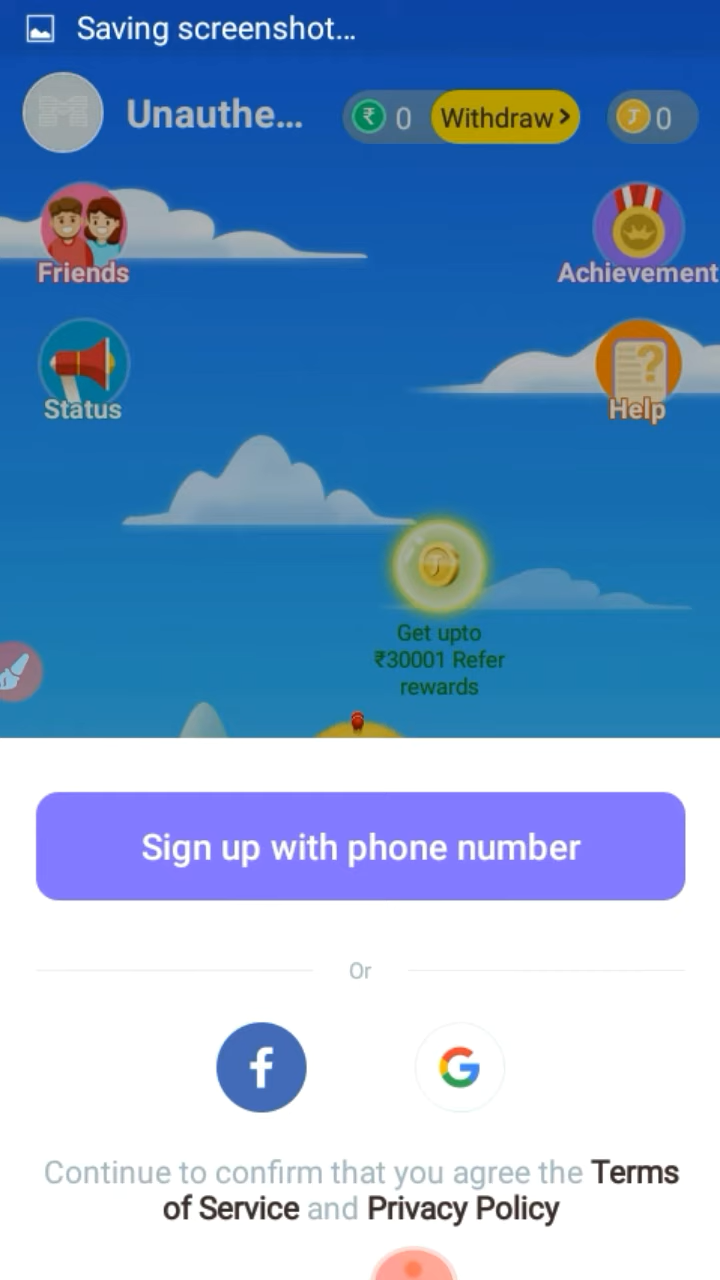 Saving screenshot...
Unauthe...
₹ 0 Withdraw >
J 0
Friends
Achievement
Status
Help
Get upto
₹30001 Refer
rewards
Sign up with phone number
Or
f
G
Continue to confirm that you agree the Terms
of Service and Privacy Policy